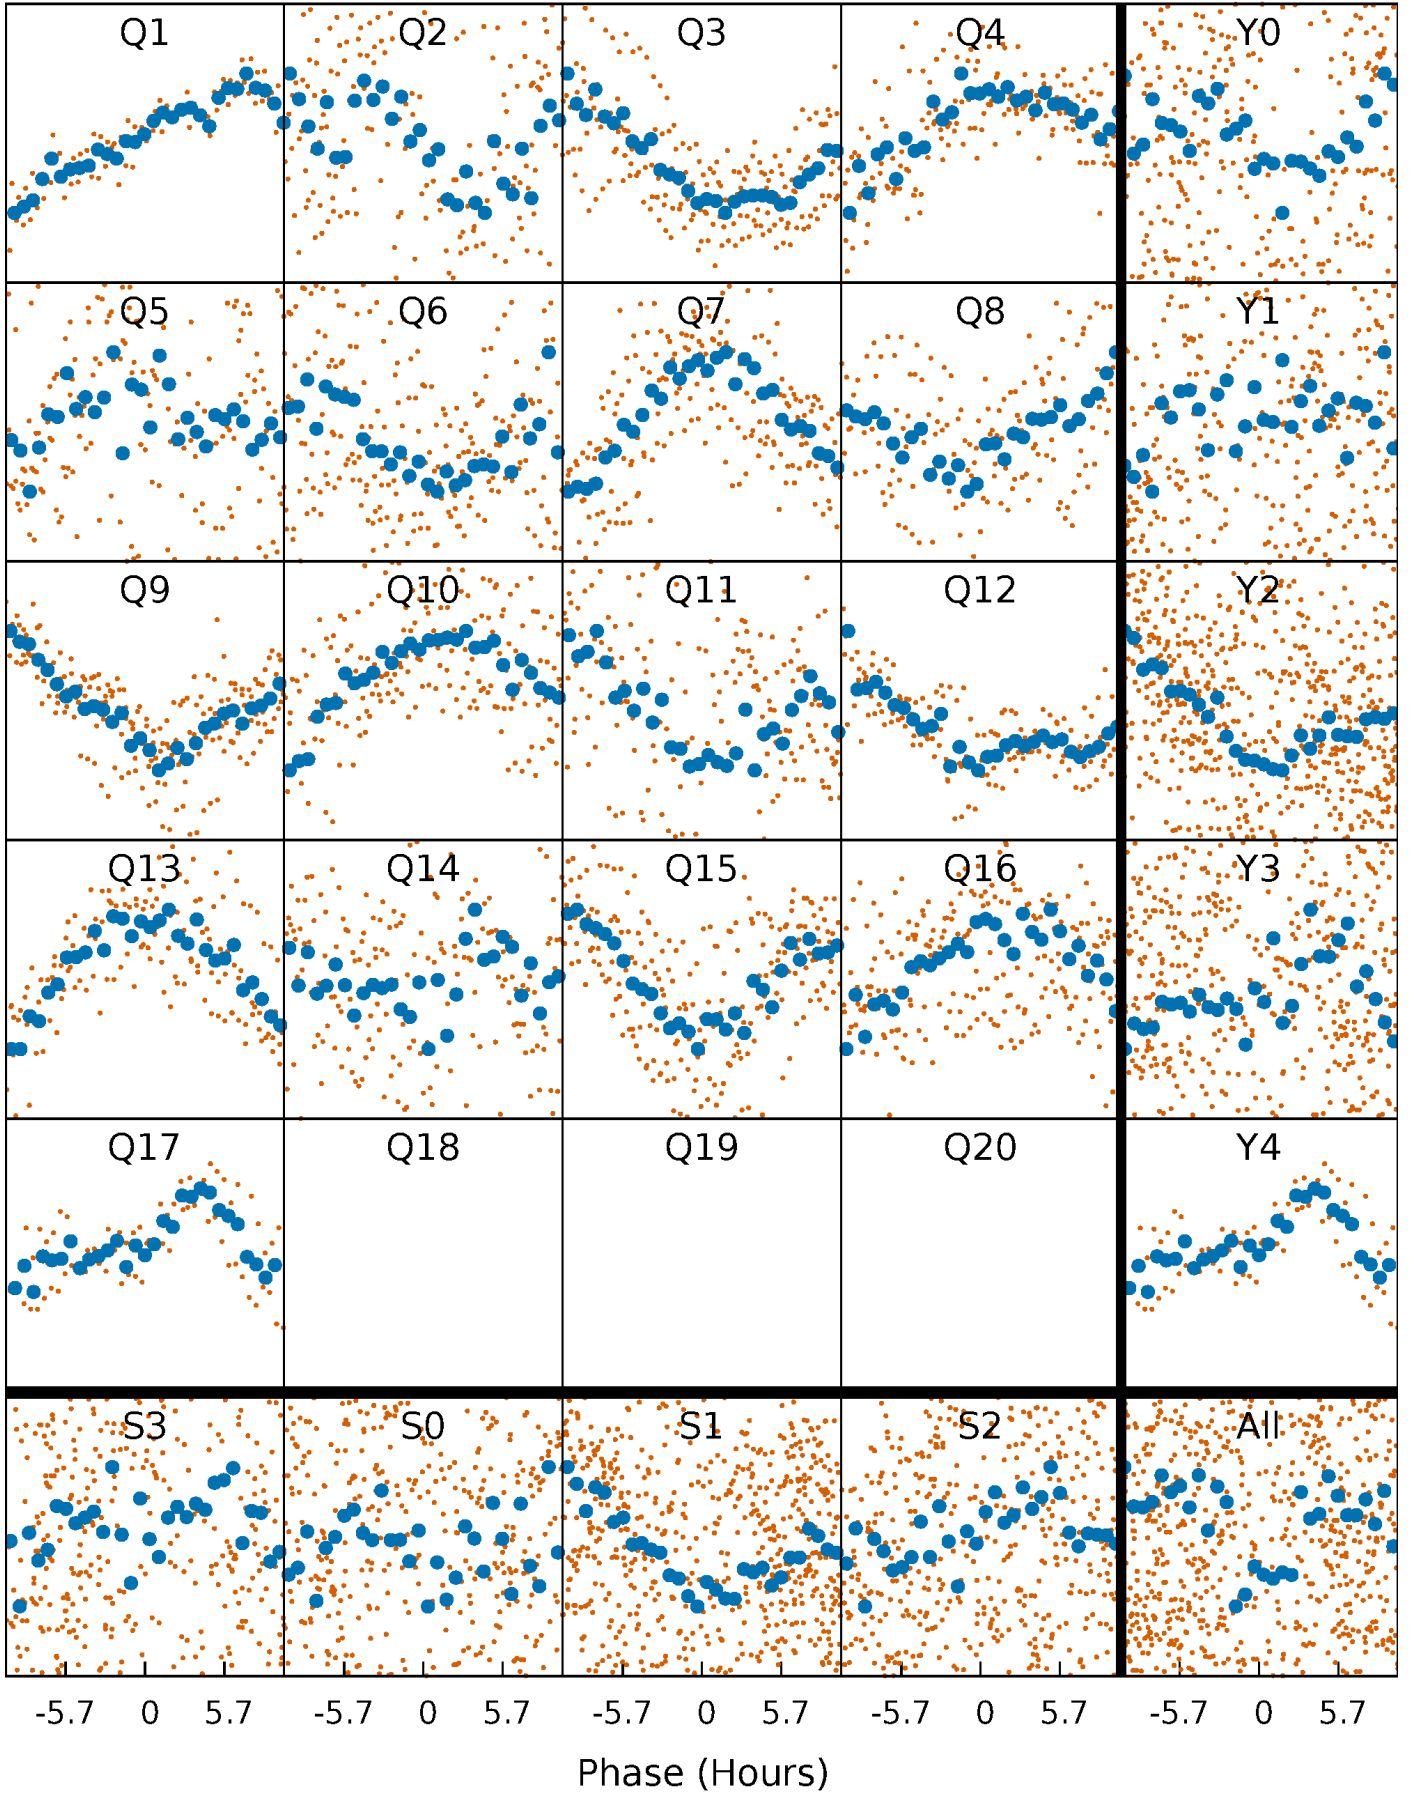 Q1 Q2 Q3 Q4 Y0
Q5 Q6 Q7 Q8 Y1
Q9 Q10 Q11 Q12 Y2
Q13 Q14 Q15 Q16 Y3
Q17 Q18 Q19 Q20 Y4
S3 S0 S1 S2 All
-5.7 0 5.7 -5.7 0 5.7 -5.7 0 5.7 -5.7 0 5.7 -5.7 0 5.7
Phase (Hours)